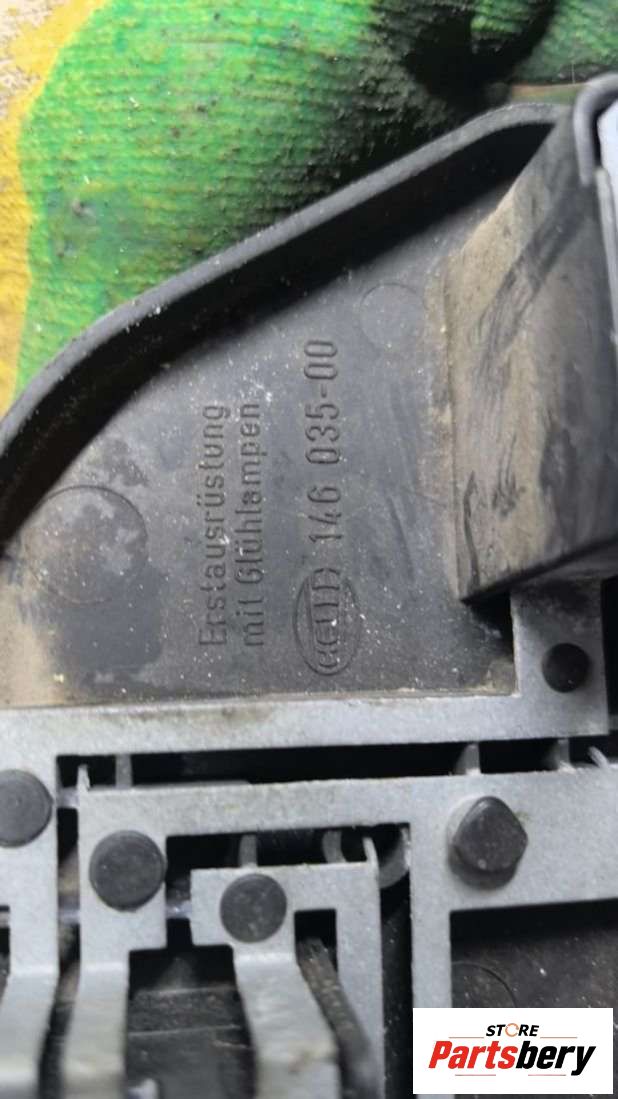 Erstausrüstung
mit Glühlampen
HELLA 146 035-00
STORE
Partsbery